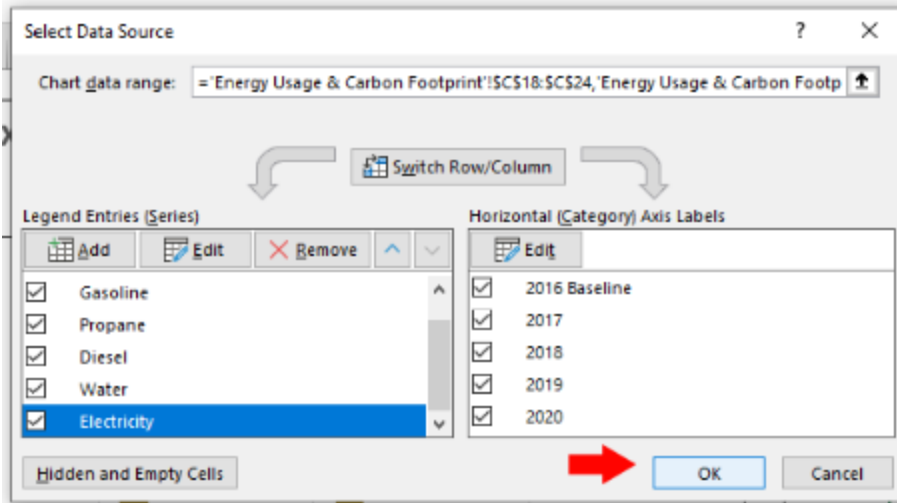 Select Data Source ?
Chart data range: ='Energy Usage & Carbon Footprint'!$C$18:$C$24,'Energy Usage & Carbon Footp
Switch Row/Column
Legend Entries (Series)
Add Edit Remove
Gasoline
Propane
Diesel
Water
Electricity
Horizontal (Category) Axis Labels
Edit
2016 Baseline
2017
2018
2019
2020
Hidden and Empty Cells
OK Cancel